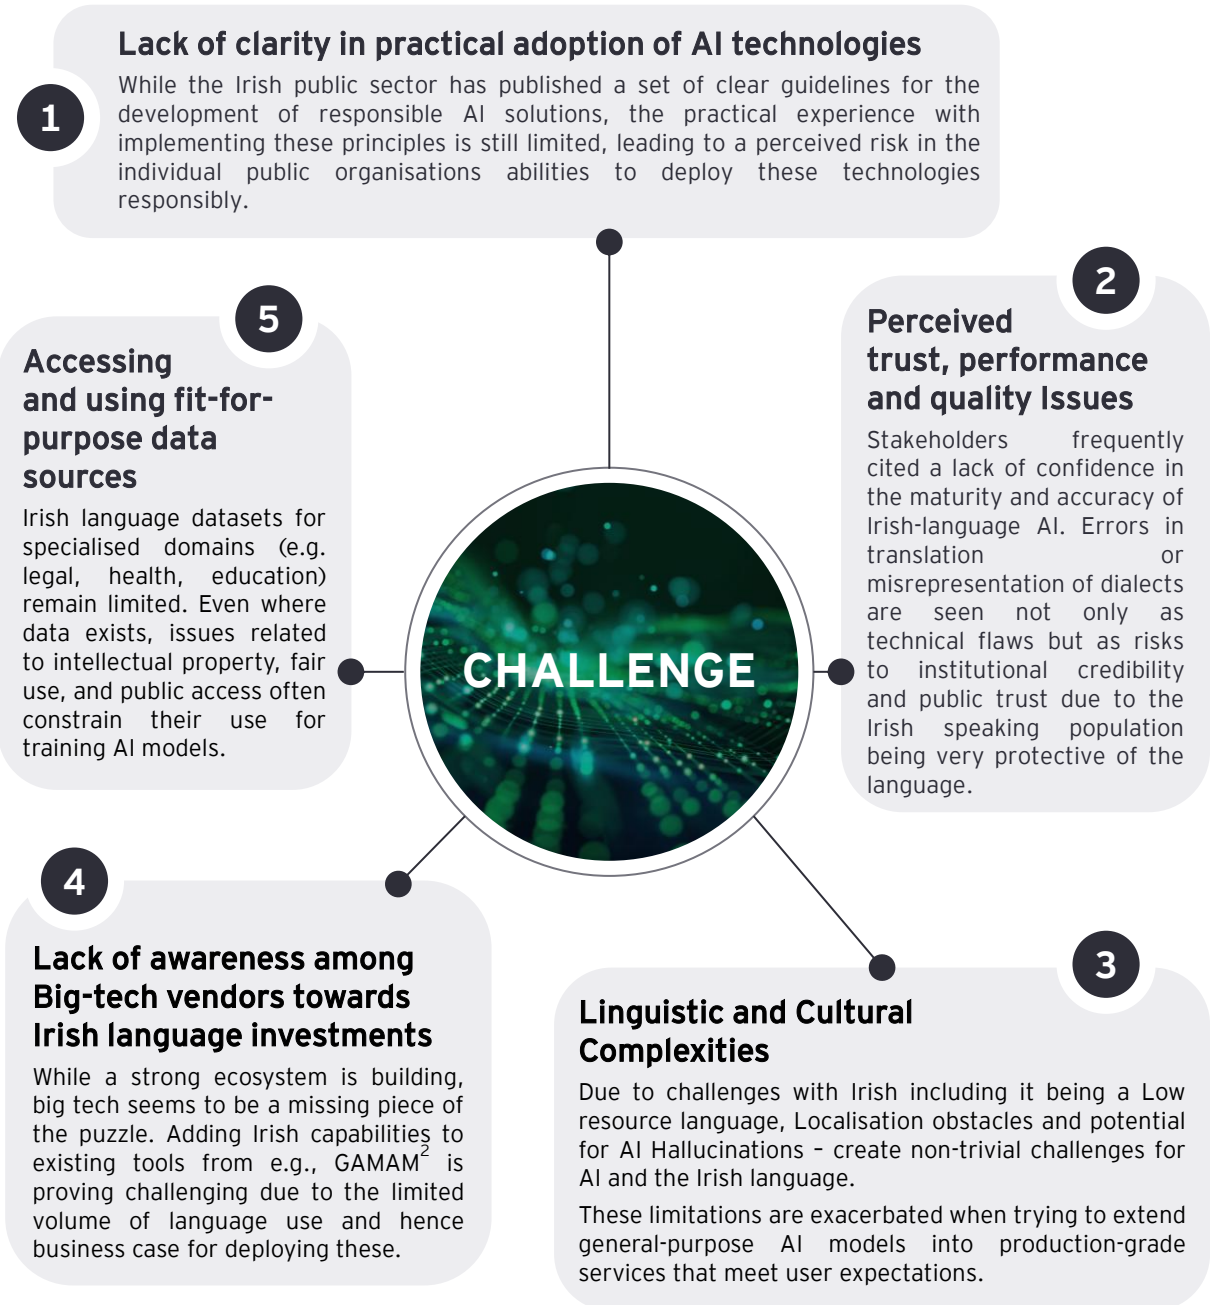 1
Lack of clarity in practical adoption of AI technologies
While the Irish public sector has published a set of clear guidelines for the
development of responsible AI solutions, the practical experience with
implementing these principles is still limited, leading to a perceived risk in the
individual public organisations abilities to deploy these technologies
responsibly.
2
Perceived
trust, performance
and quality Issues
Stakeholders frequently
cited a lack of confidence in
the maturity and accuracy of
Irish-language AI. Errors in
translation or
misrepresentation of dialects
are seen not only as
technical flaws but as risks
to institutional credibility
and public trust due to the
Irish speaking population
being very protective of the
language.
CHALLENGE
3
Linguistic and Cultural
Complexities
Due to challenges with Irish including it being a Low
resource language, Localisation obstacles and potential
for AI Hallucinations – create non-trivial challenges for
AI and the Irish language.
These limitations are exacerbated when trying to extend
general-purpose AI models into production-grade
services that meet user expectations.
4
Lack of awareness among
Big-tech vendors towards
Irish language investments
While a strong ecosystem is building,
big tech seems to be a missing piece of
the puzzle. Adding Irish capabilities to
existing tools from e.g., GAMAM² is
proving challenging due to the limited
volume of language use and hence
business case for deploying these.
5
Accessing
and using fit-for-
purpose data
sources
Irish language datasets for
specialised domains (e.g.
legal, health, education)
remain limited. Even where
data exists, issues related
to intellectual property, fair
use, and public access often
constrain their use for
training AI models.